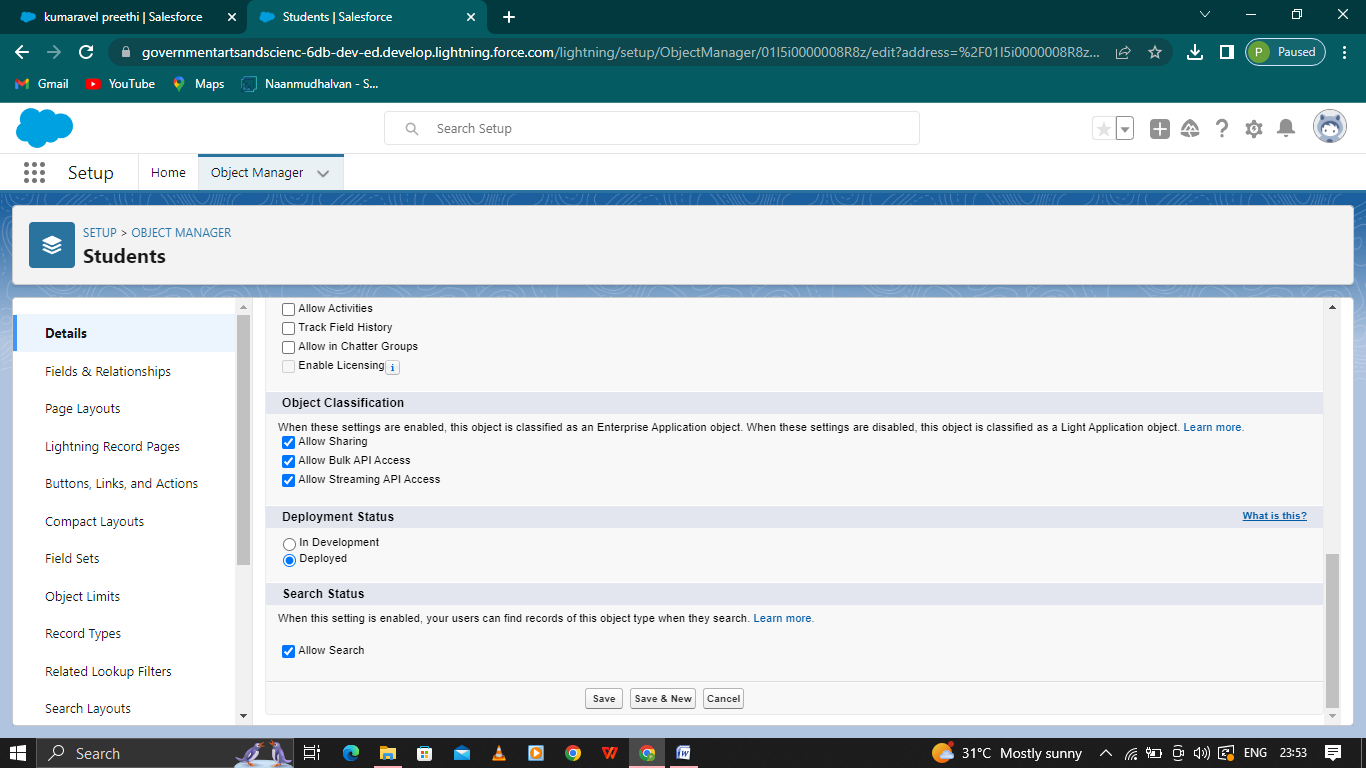 kumaravel preethi | Salesforce
Students | Salesforce
governmentartsandscienc-6db-dev-ed.develop.lightning.force.com/lightning/setup/ObjectManager/01I5i0000008R8z/edit?address=%2F01I5i0000008R8z...
P Paused
Gmail
YouTube
Maps
Naanmudhalvan - S...
Search Setup
Setup
Home
Object Manager
SETUP > OBJECT MANAGER
Students
Details
Fields & Relationships
Page Layouts
Lightning Record Pages
Buttons, Links, and Actions
Compact Layouts
Field Sets
Object Limits
Record Types
Related Lookup Filters
Search Layouts
Allow Activities
Track Field History
Allow in Chatter Groups
Enable Licensing i
Object Classification
When these settings are enabled, this object is classified as an Enterprise Application object. When these settings are disabled, this object is classified as a Light Application object. Learn more.
Allow Sharing
Allow Bulk API Access
Allow Streaming API Access
Deployment Status
What is this?
In Development
Deployed
Search Status
When this setting is enabled, your users can find records of this object type when they search. Learn more.
Allow Search
Save
Save & New
Cancel
Search
31°C Mostly sunny
ENG
23:53